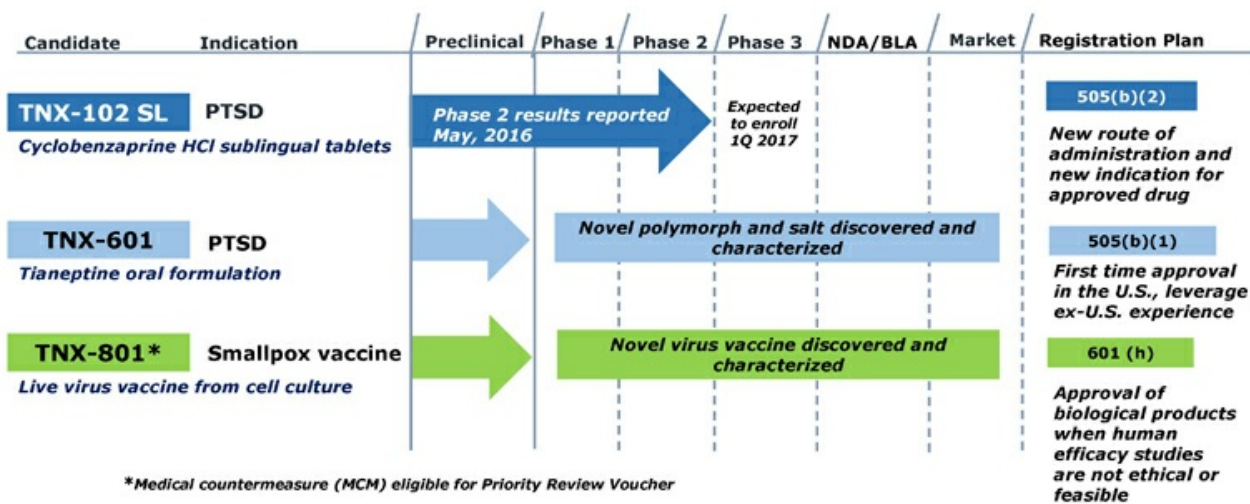 Candidate Indication Preclinical Phase 1 Phase 2 Phase 3 NDA/BLA Market Registration Plan
TNX-102 SL PTSD
Cyclobenzaprine HCl sublingual tablets
Phase 2 results reported
May, 2016
Expected
to enroll
1Q 2017
505(b)(2)
New route of
administration and
new indication for
approved drug
TNX-601 PTSD
Tianeptine oral formulation
Novel polymorph and salt discovered and
characterized
505(b)(1)
First time approval
in the U.S., leverage
ex-U.S. experience
TNX-801* Smallpox vaccine
Live virus vaccine from cell culture
Novel virus vaccine discovered and
characterized
601 (h)
Approval of
biological products
when human
efficacy studies
are not ethical or
feasible
*Medical countermeasure (MCM) eligible for Priority Review Voucher